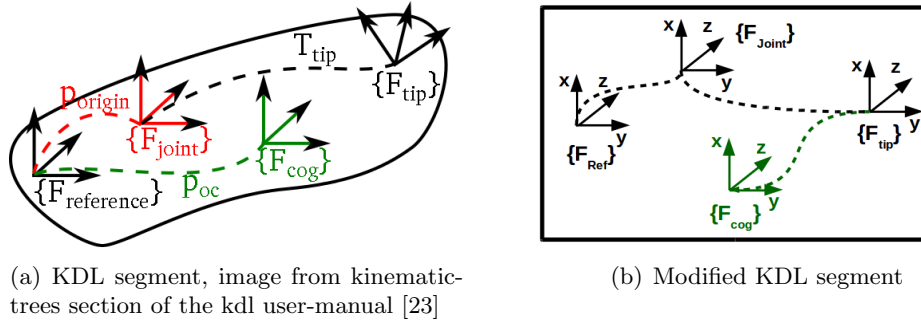 T_tip
{F_tip}
p_origin
{F_joint}
{F_cog}
{F_reference}
p_oc
x
z
{F_Joint}
y
x
z
y
{F_Ref}
x
z
y
{F_tip}
x
z
y
{F_cog}
(a) KDL segment, image from kinematic-
trees section of the kdl user-manual [23]
(b) Modified KDL segment